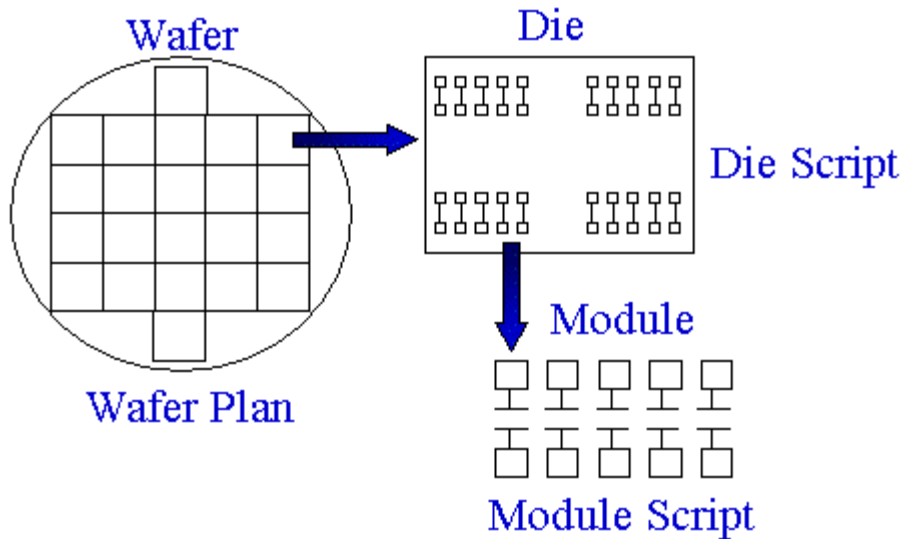 Wafer
Die
Die Script
Module
Wafer Plan
Module Script